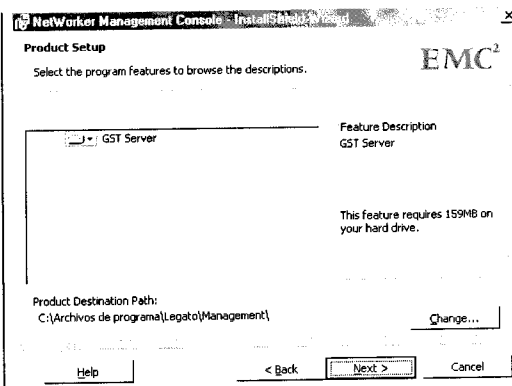 NetWorker Management Console - InstallShield Wizard
Product Setup
Select the program features to browse the descriptions.
EMC²
GST Server
Feature Description
GST Server
This feature requires 159MB on
your hard drive.
Product Destination Path:
C:\Archivos de programa\Legato\Management\
Change...
Help
< Back
Next >
Cancel